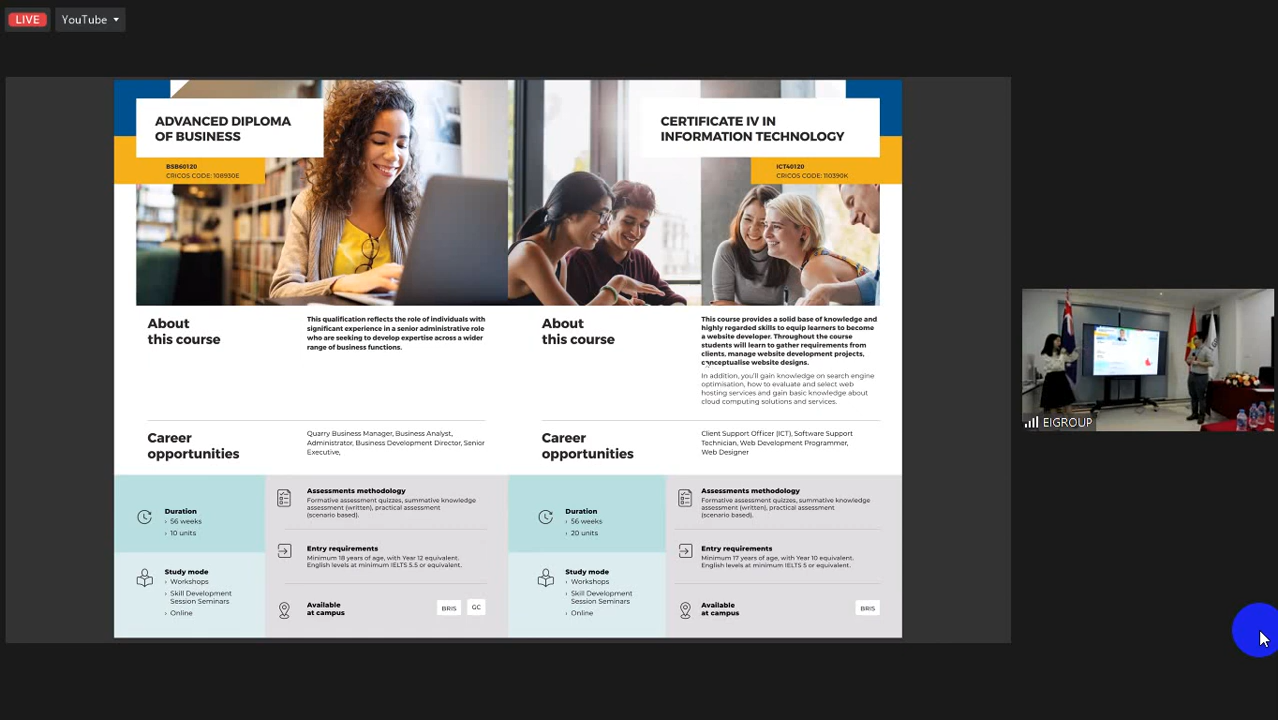 LIVE
YouTube
ADVANCED DIPLOMA
OF BUSINESS
BSB60120
CRICOS CODE: 108930E
About
this course
This qualification reflects the role of individuals with
significant experience in a senior administrative role
who are seeking to develop expertise across a wider
range of business functions.
Career
opportunities
Quarry Business Manager, Business Analyst,
Administrator, Business Development Director, Senior
Executive,
Duration
› 56 weeks
› 10 units
Study mode
› Workshops
› Skill Development
Session Seminars
› Online
Assessments methodology
Formative assessment quizzes, summative knowledge
assessment (written), practical assessment
(scenario based).
Entry requirements
Minimum 18 years of age, with Year 12 equivalent.
English levels at minimum IELTS 5.5 or equivalent.
Available
at campus
BRIS GC
CERTIFICATE IV IN
INFORMATION TECHNOLOGY
ICT40120
CRICOS CODE: 110390K
About
this course
This course provides a solid base of knowledge and
highly regarded skills to equip learners to become
a website developer. Throughout the course
students will learn to gather requirements from
clients, manage website development projects,
conceptualise website designs.
In addition, you'll gain knowledge on search engine
optimisation, how to evaluate and select web
hosting services and gain basic knowledge about
cloud computing solutions and services.
Career
opportunities
Client Support Officer (ICT), Software Support
Technician, Web Development Programmer,
Web Designer
Duration
› 56 weeks
› 20 units
Study mode
› Workshops
› Skill Development
Session Seminars
› Online
Assessments methodology
Formative assessment quizzes, summative knowledge
assessment (written), practical assessment
(scenario based).
Entry requirements
Minimum 17 years of age, with Year 10 equivalent.
English levels at minimum IELTS 5 or equivalent.
Available
at campus
BRIS
EIGROUP